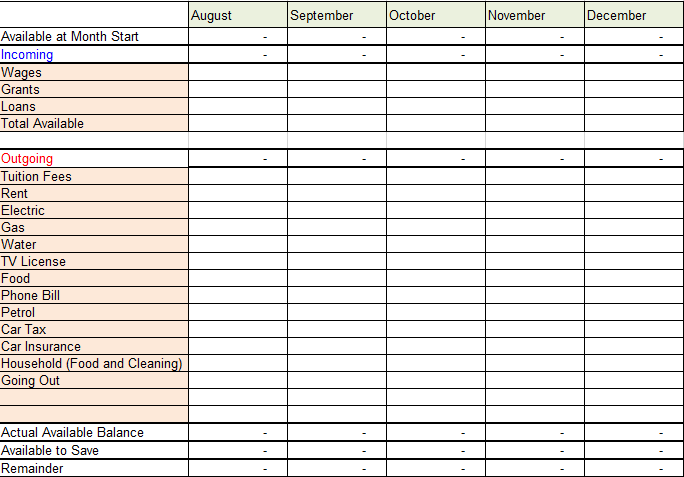 August September October November December
Available at Month Start - - - - -
Incoming - - - - -
Wages
Grants
Loans
Total Available
Outgoing - - - - -
Tuition Fees
Rent
Electric
Gas
Water
TV License
Food
Phone Bill
Petrol
Car Tax
Car Insurance
Household (Food and Cleaning)
Going Out
Actual Available Balance - - - - -
Available to Save - - - - -
Remainder - - - - -